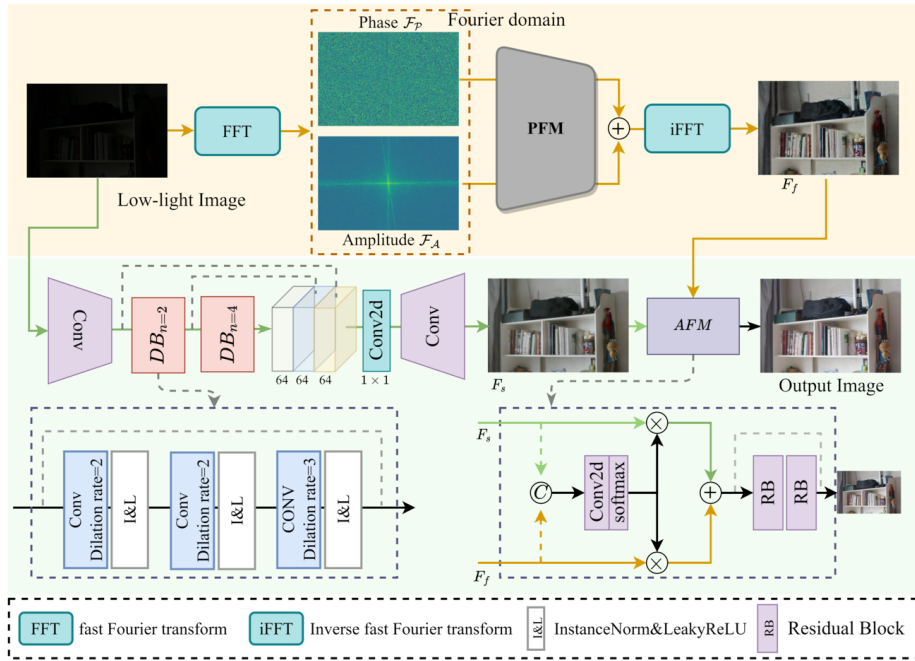 Phase 𝓕_𝒫
Fourier domain
FFT
PFM
+
iFFT
F_f
Low-light Image
Amplitude 𝓕_𝒜
Conv
DB_{n=2}
DB_{n=4}
64 64 64
Conv2d
1 × 1
Conv
F_s
AFM
Output Image
Conv
Dilation rate=2
I&L
Conv
Dilation rate=2
I&L
CONV
Dilation rate=3
I&L
F_s
F_f
C
Conv2d
softmax
×
×
+
RB
RB
FFT fast Fourier transform
iFFT Inverse fast Fourier transform
I&L InstanceNorm&LeakyReLU
RB Residual Block